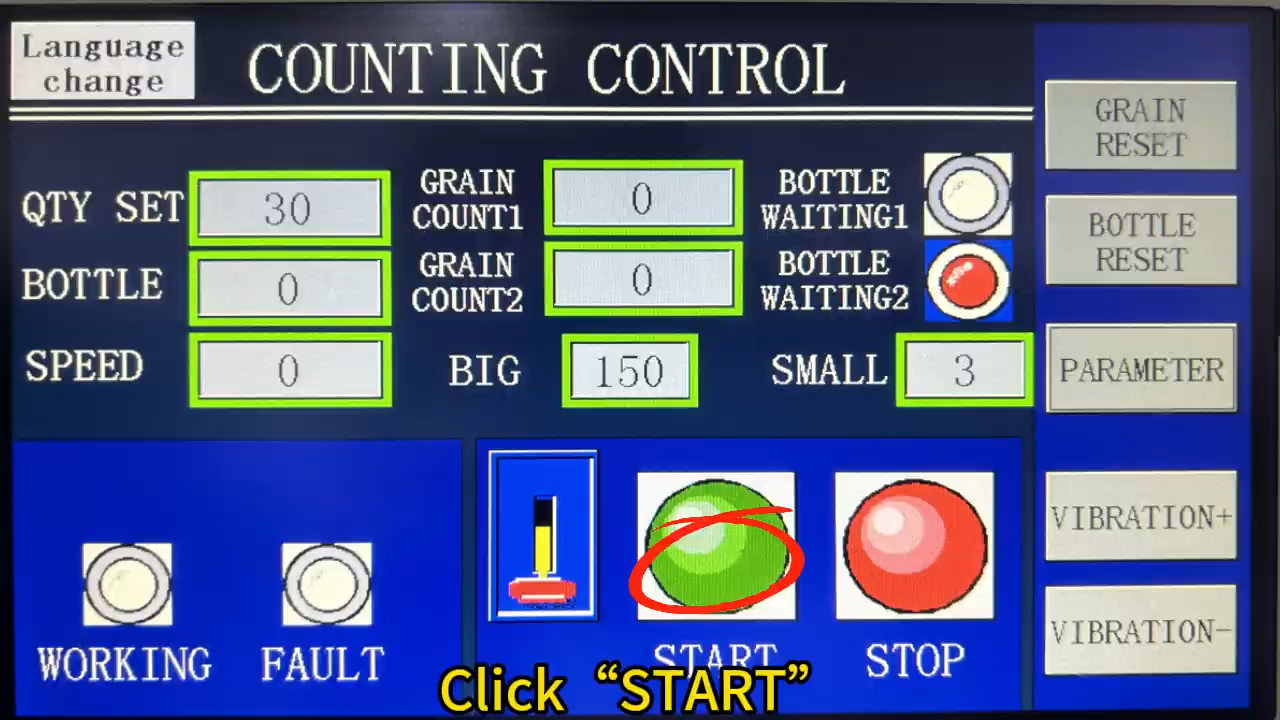 Language
change
COUNTING CONTROL
QTY SET
30
GRAIN
COUNT1
0
BOTTLE
WAITING1
BOTTLE
0
GRAIN
COUNT2
0
BOTTLE
WAITING2
SPEED
0
BIG
150
SMALL
3
GRAIN
RESET
BOTTLE
RESET
PARAMETER
VIBRATION+
VIBRATION-
WORKING
FAULT
START
STOP
Click “START”